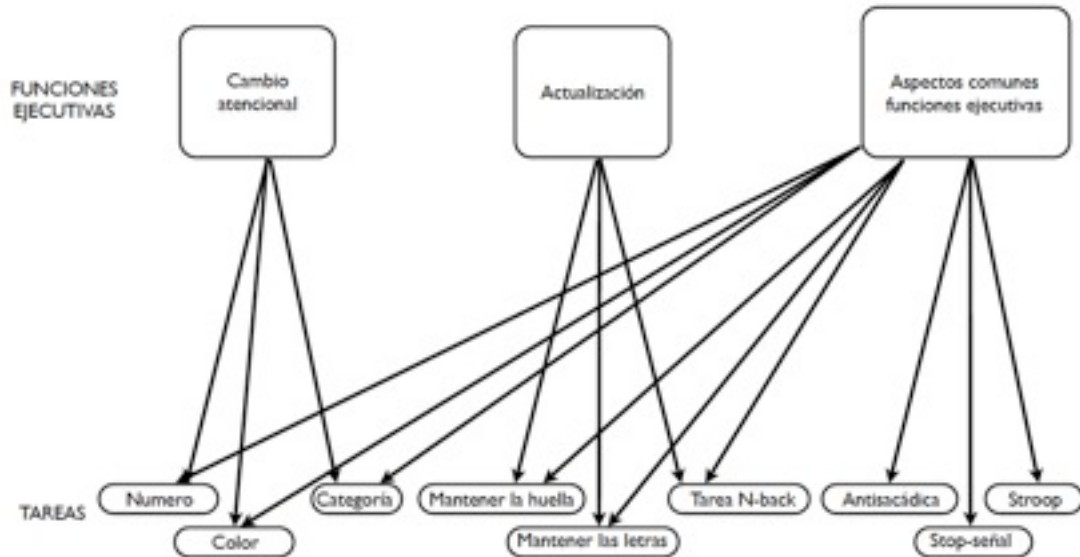 FUNCIONES
EJECUTIVAS
Cambio
atencional
Actualización
Aspectos comunes
funciones ejecutivas
TAREAS
Numero
Color
Categoría
Mantener la huella
Mantener las letras
Tarea N-back
Antisacádica
Stop-señal
Stroop